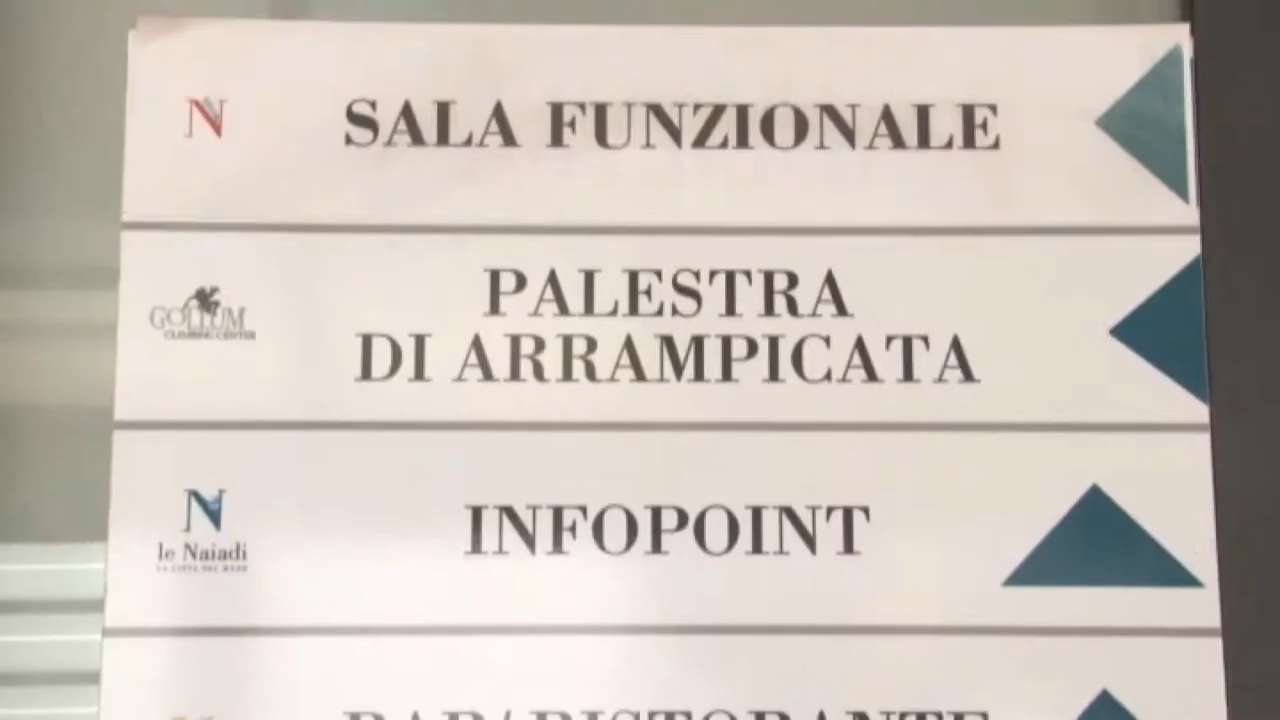 N
SALA FUNZIONALE
GOLLUM
CLIMBING CENTER
PALESTRA
DI ARRAMPICATA
N
le Naiadi
INFOPOINT
BAR/RISTORANTE